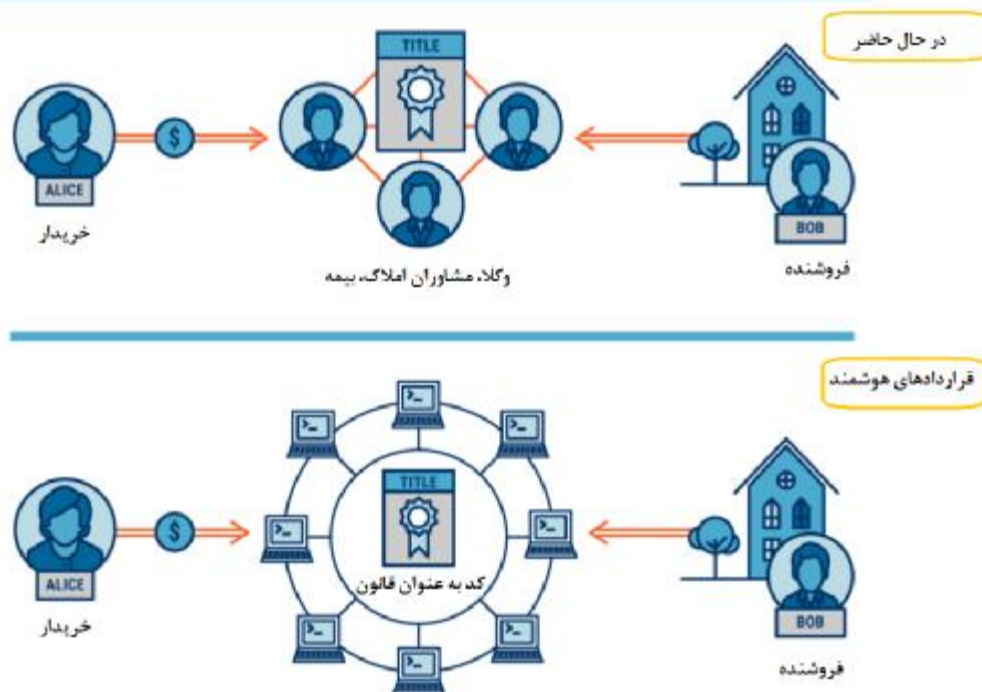 در حال حاضر
TITLE
$
ALICE
خریدار
وکلا، مشاوران املاک، بیمه
BOB
فروشنده
قراردادهای هوشمند
TITLE
$
ALICE
خریدار
کد به عنوان قانون
BOB
فروشنده
>_
>_
>_
>_
>_
>_
>_
>_